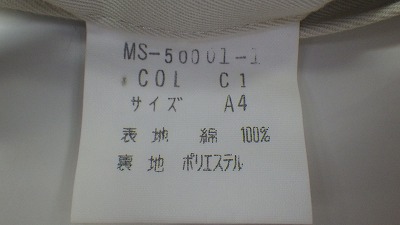 MS-50001-1
COL C1
サイズ A4
表地 綿 100%
裏地 ポリエステル